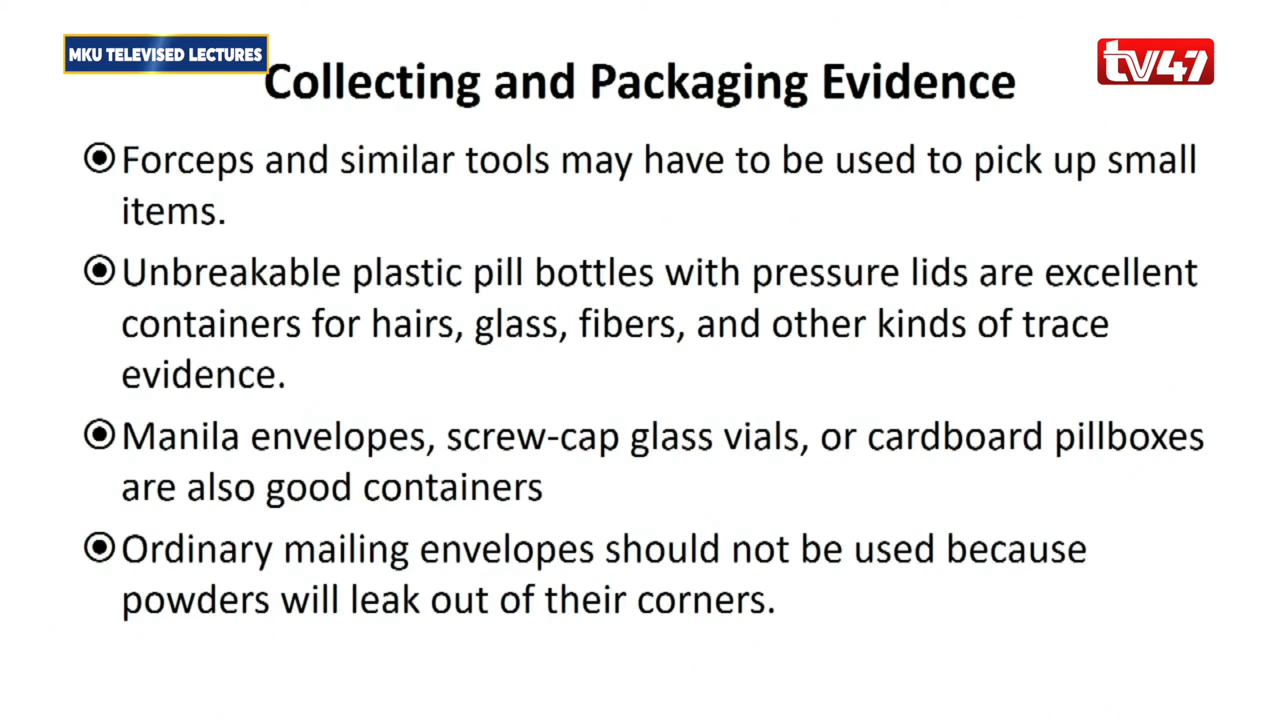 MKU TELEVISED LECTURES
tv47
Collecting and Packaging Evidence
Forceps and similar tools may have to be used to pick up small
items.
Unbreakable plastic pill bottles with pressure lids are excellent
containers for hairs, glass, fibers, and other kinds of trace
evidence.
Manila envelopes, screw-cap glass vials, or cardboard pillboxes
are also good containers
Ordinary mailing envelopes should not be used because
powders will leak out of their corners.